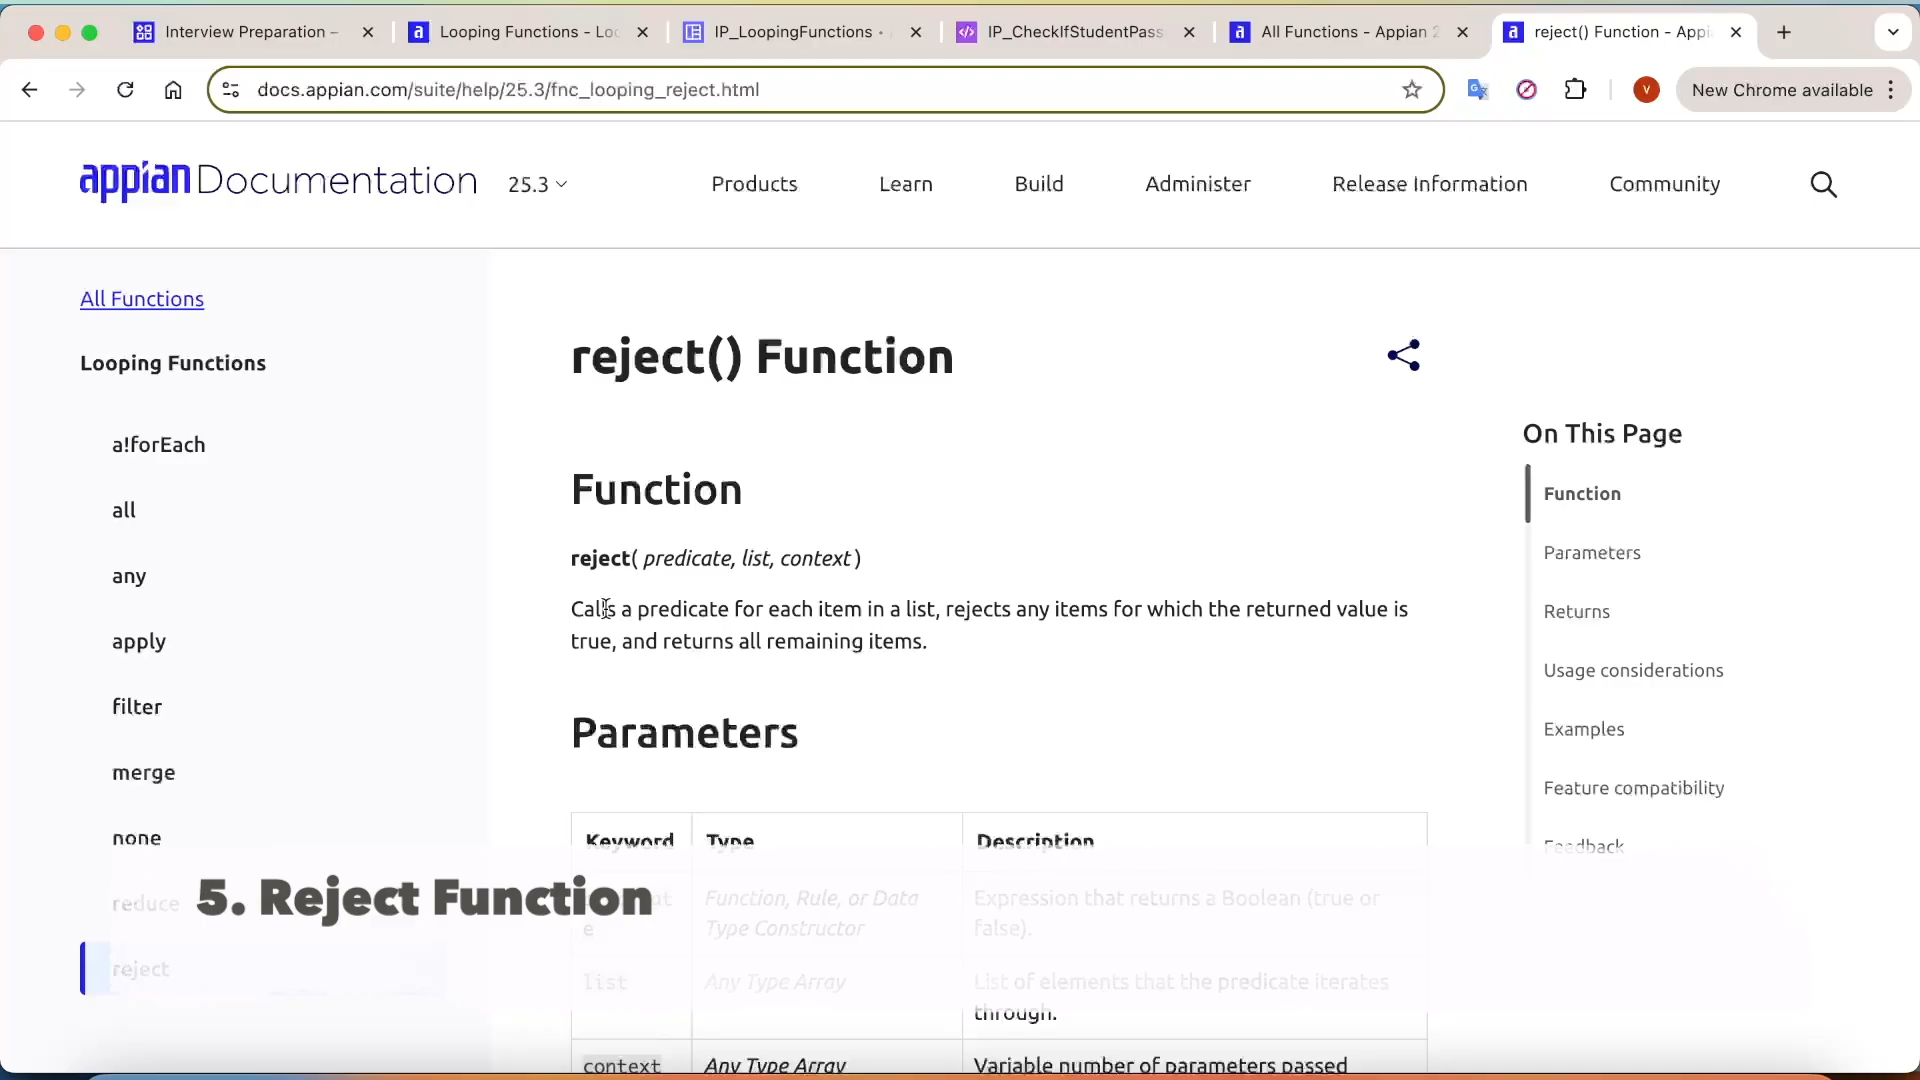 Interview Preparation –
Looping Functions - Lo
IP_LoopingFunctions ·
IP_CheckIfStudentPass
All Functions - Appian 2
reject() Function - Appi
docs.appian.com/suite/help/25.3/fnc_looping_reject.html
V
New Chrome available
appian Documentation
25.3
Products
Learn
Build
Administer
Release Information
Community
All Functions
Looping Functions
a!forEach
all
any
apply
filter
merge
none
reduce
reject
reject() Function
Function
reject( predicate, list, context )
Calls a predicate for each item in a list, rejects any items for which the returned value is
true, and returns all remaining items.
Parameters
Keyword Type Description
Function, Rule, or Data Expression that returns a Boolean (true or
e Type Constructor false).
list Any Type Array List of elements that the predicate iterates
through.
context Any Type Array Variable number of parameters passed
On This Page
Function
Parameters
Returns
Usage considerations
Examples
Feature compatibility
Feedback
5. Reject Function